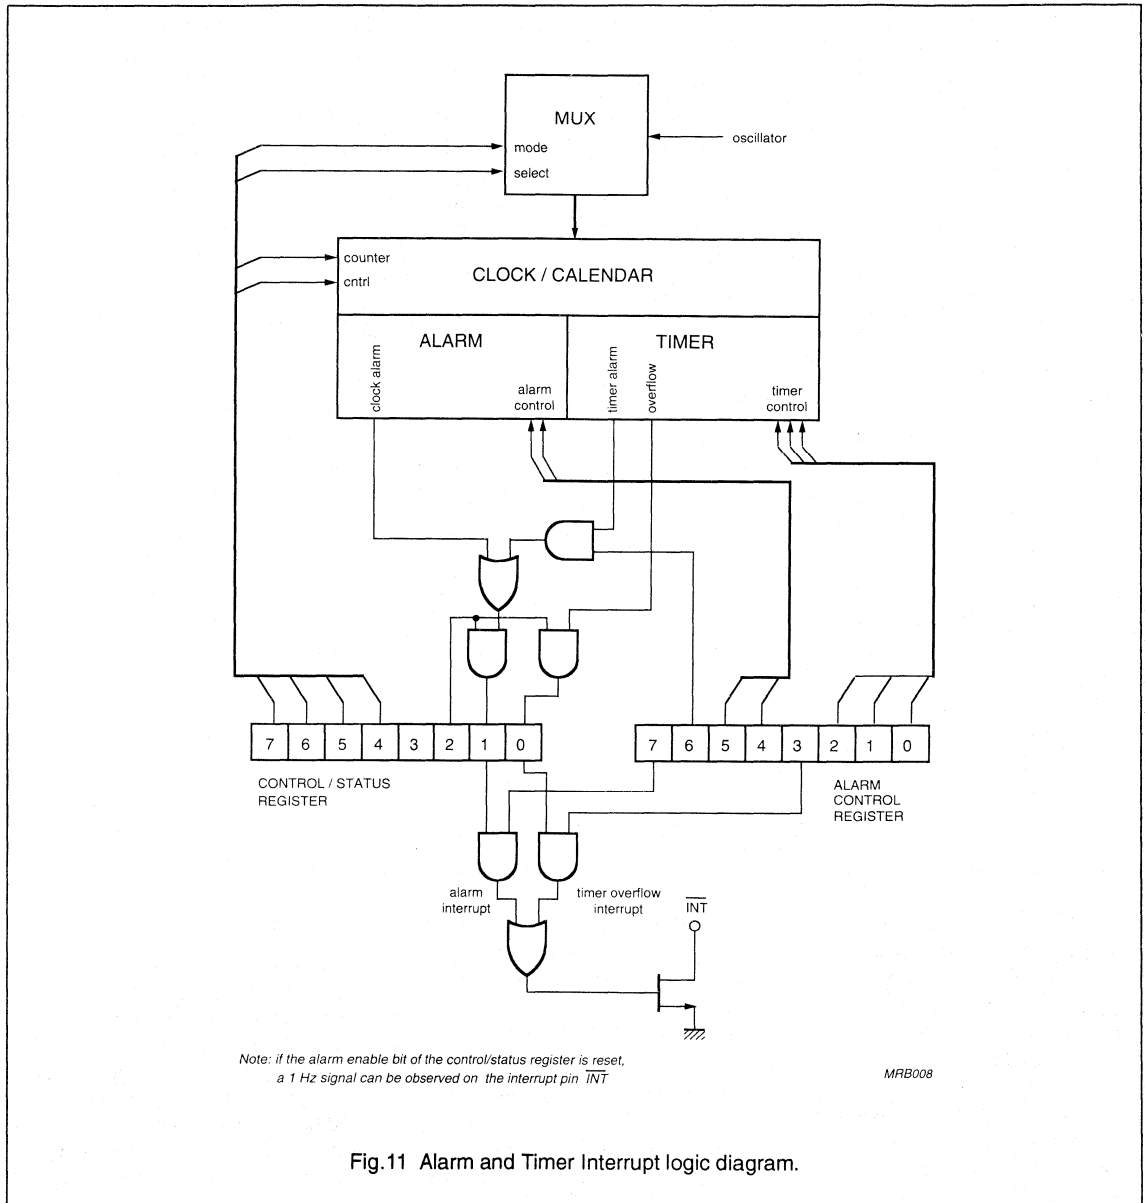 MUX
oscillator
mode
select
counter
cntrl
CLOCK / CALENDAR
ALARM
TIMER
clock alarm
alarm
control
timer alarm
overflow
timer
control
7 6 5 4 3 2 1 0
7 6 5 4 3 2 1 0
CONTROL / STATUS
REGISTER
ALARM
CONTROL
REGISTER
alarm
interrupt
timer overflow
interrupt
INT
Note: if the alarm enable bit of the control/status register is reset,
a 1 Hz signal can be observed on the interrupt pin INT
MRB008
Fig.11 Alarm and Timer Interrupt logic diagram.